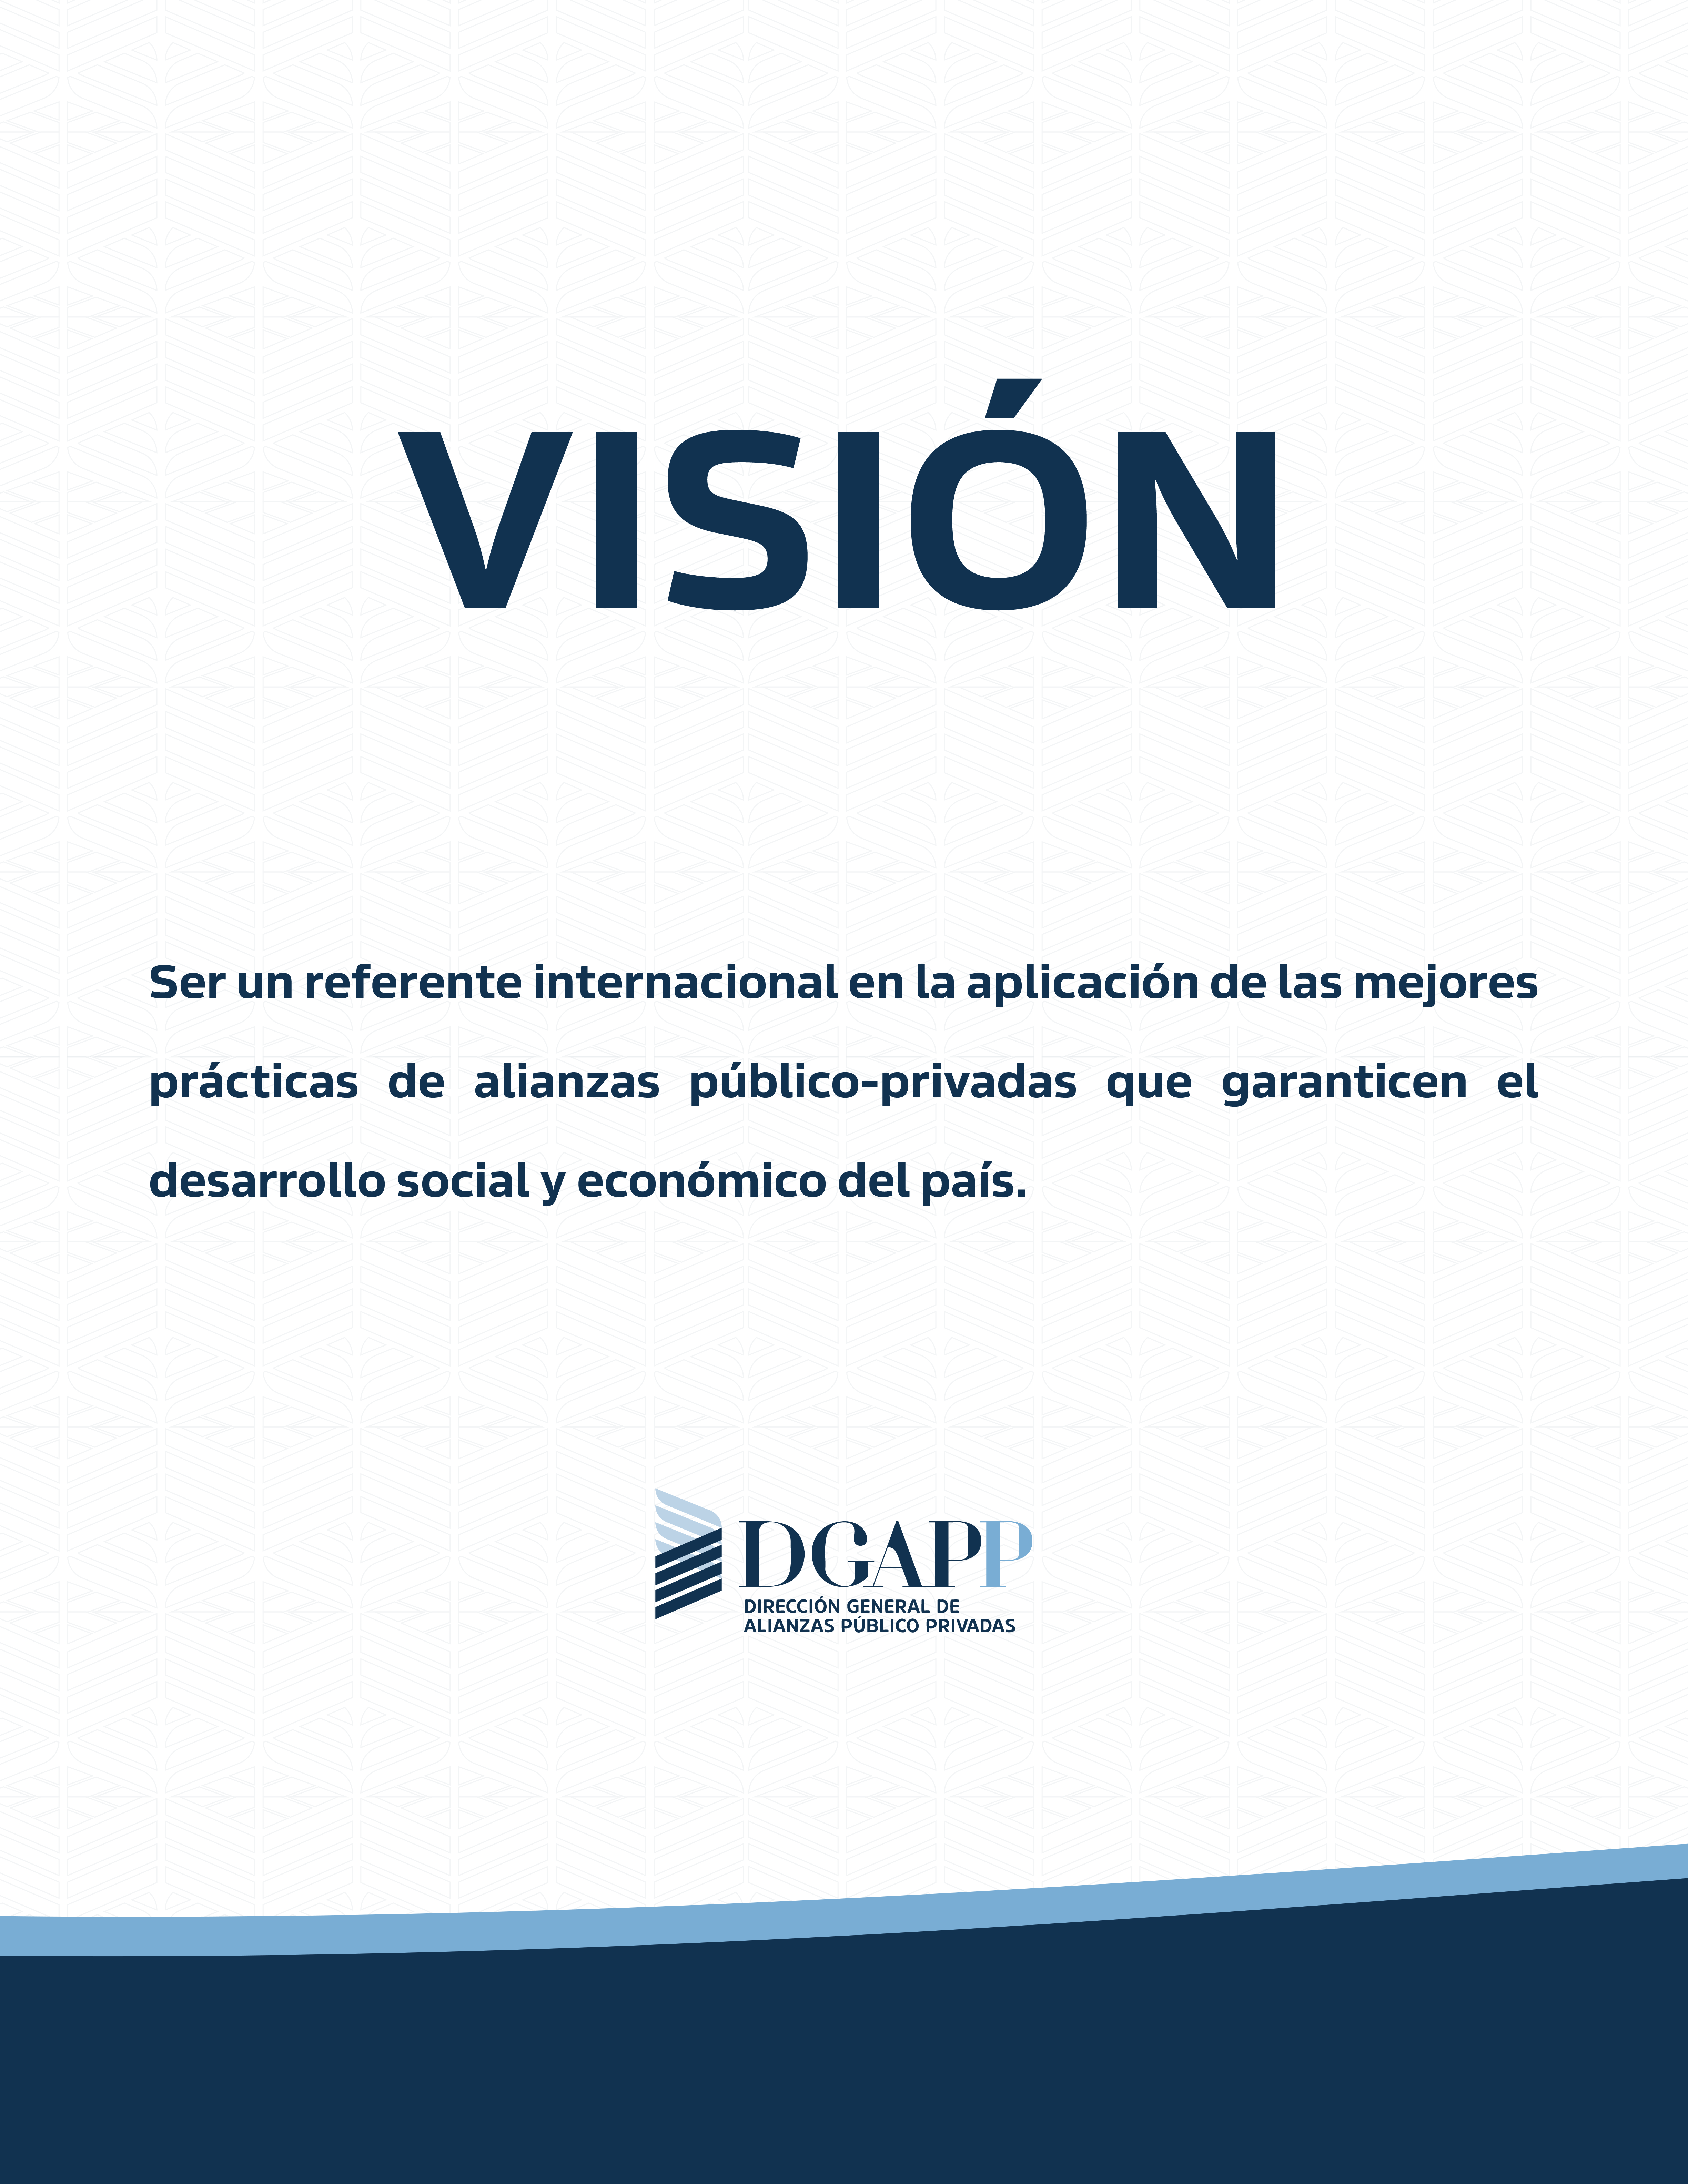 VISIÓN
Ser un referente internacional en la aplicación de las mejores
prácticas de alianzas público-privadas que garanticen el
desarrollo social y económico del país.
DGAPP
DIRECCIÓN GENERAL DE
ALIANZAS PÚBLICO PRIVADAS